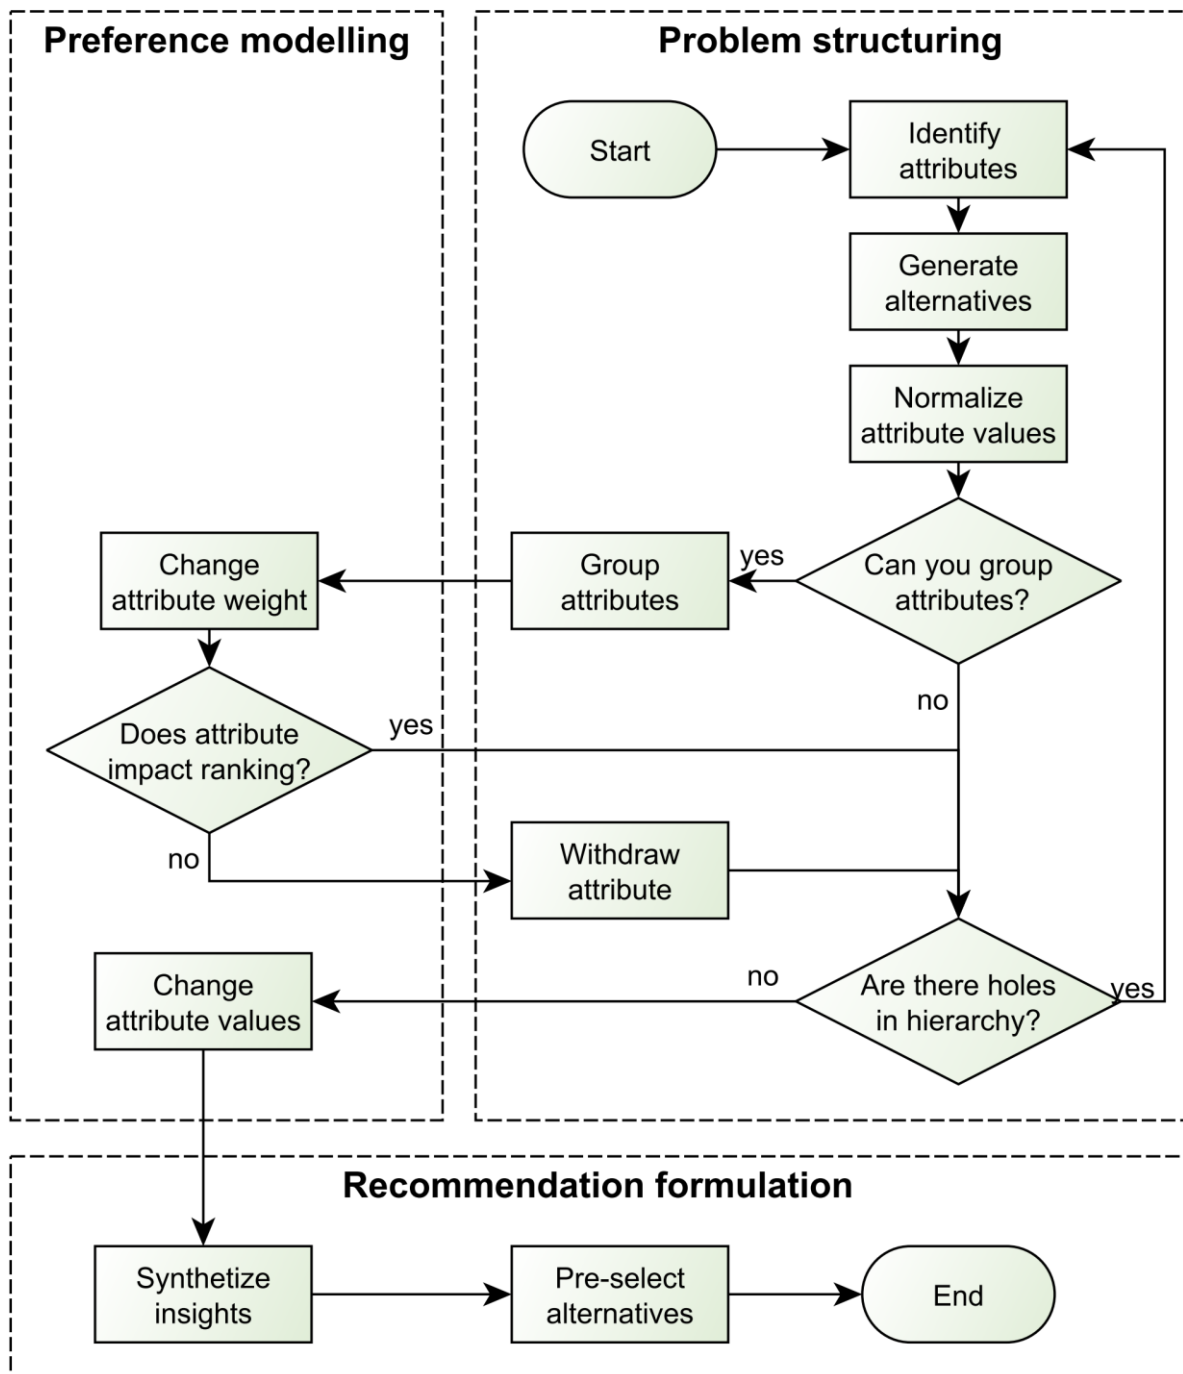 Preference modelling
Problem structuring
Start
Identify
attributes
Generate
alternatives
Normalize
attribute values
Can you group
attributes?
yes
Group
attributes
Change
attribute weight
no
Does attribute
impact ranking?
yes
no
Withdraw
attribute
Are there holes
in hierarchy?
yes
no
Change
attribute values
Recommendation formulation
Synthetize
insights
Pre-select
alternatives
End